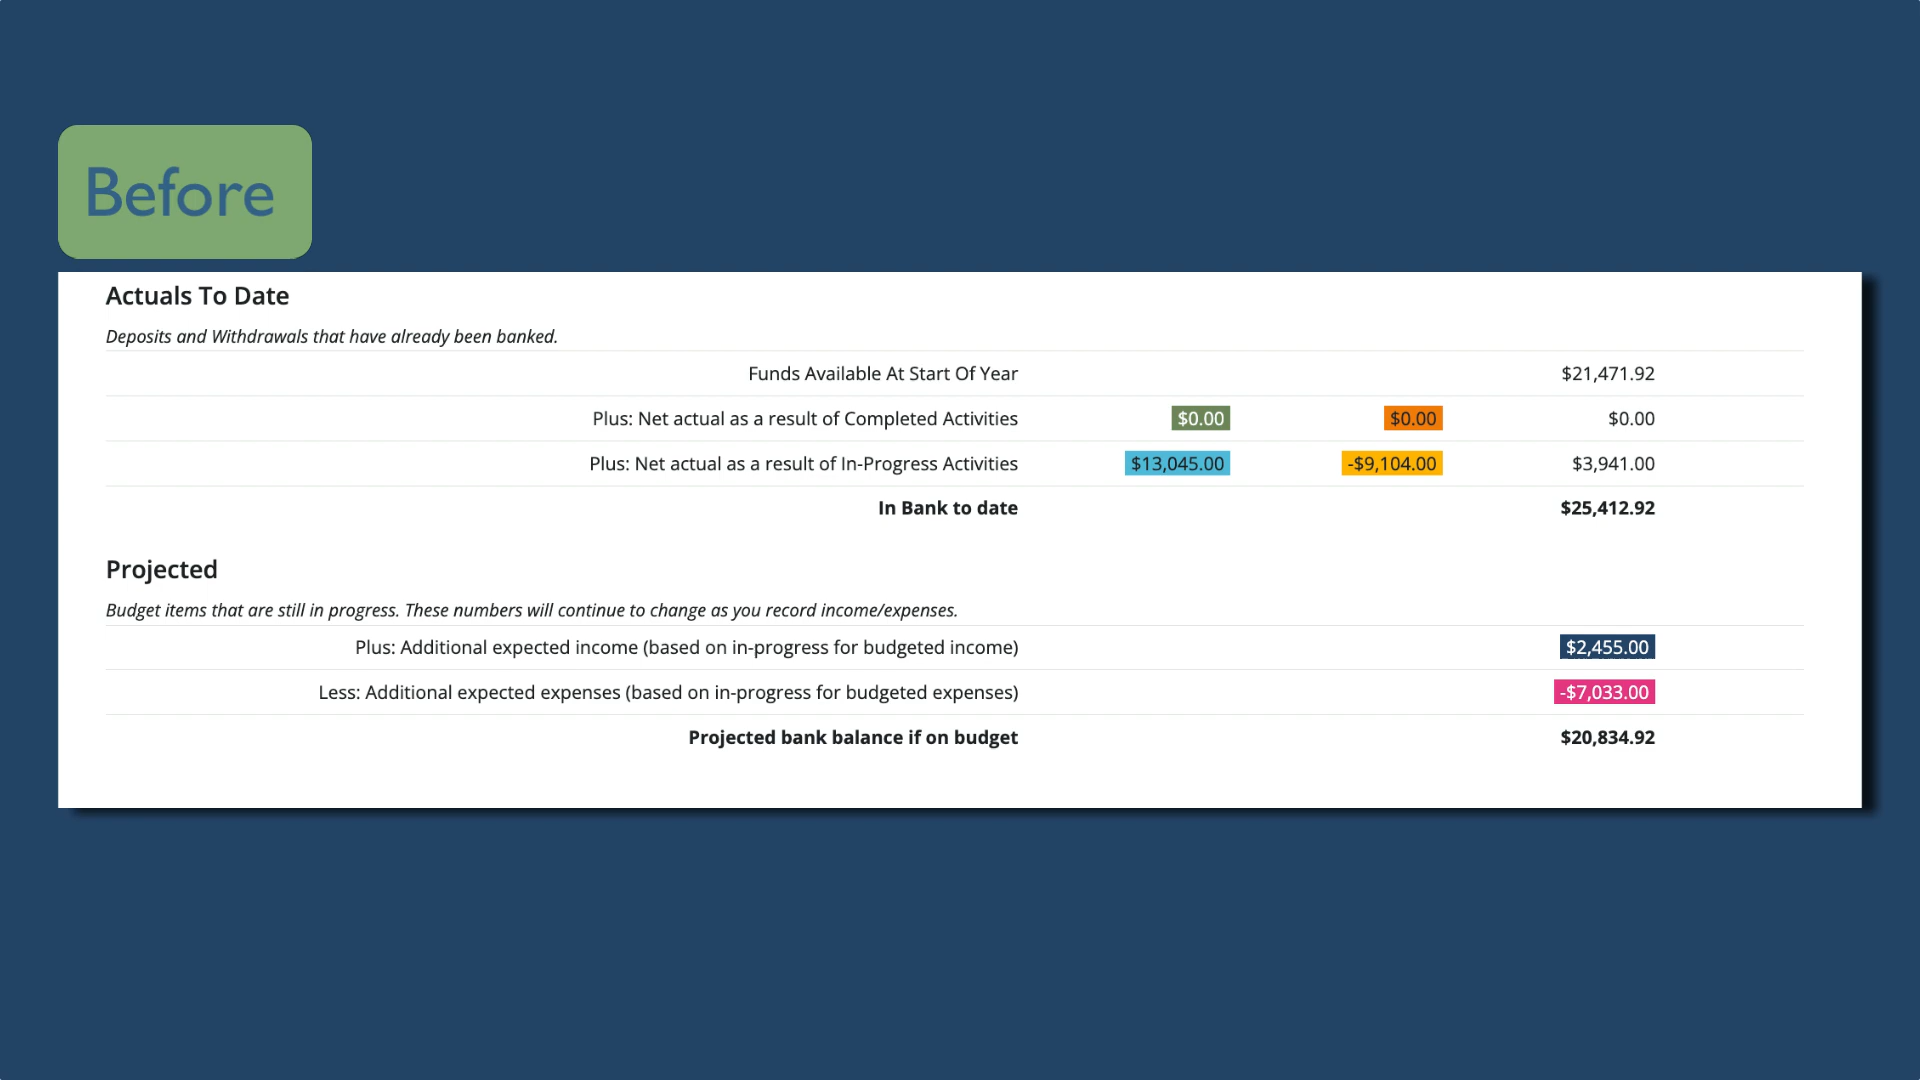 Before
Actuals To Date
Deposits and Withdrawals that have already been banked.
Funds Available At Start Of Year $21,471.92
Plus: Net actual as a result of Completed Activities $0.00 $0.00 $0.00
Plus: Net actual as a result of In-Progress Activities $13,045.00 -$9,104.00 $3,941.00
In Bank to date $25,412.92
Projected
Budget items that are still in progress. These numbers will continue to change as you record income/expenses.
Plus: Additional expected income (based on in-progress for budgeted income) $2,455.00
Less: Additional expected expenses (based on in-progress for budgeted expenses) -$7,033.00
Projected bank balance if on budget $20,834.92